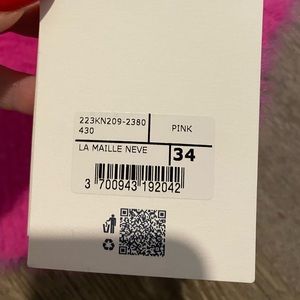 223KN209-2380
430
PINK
LA MAILLE NEVE
34
3 700943 192042